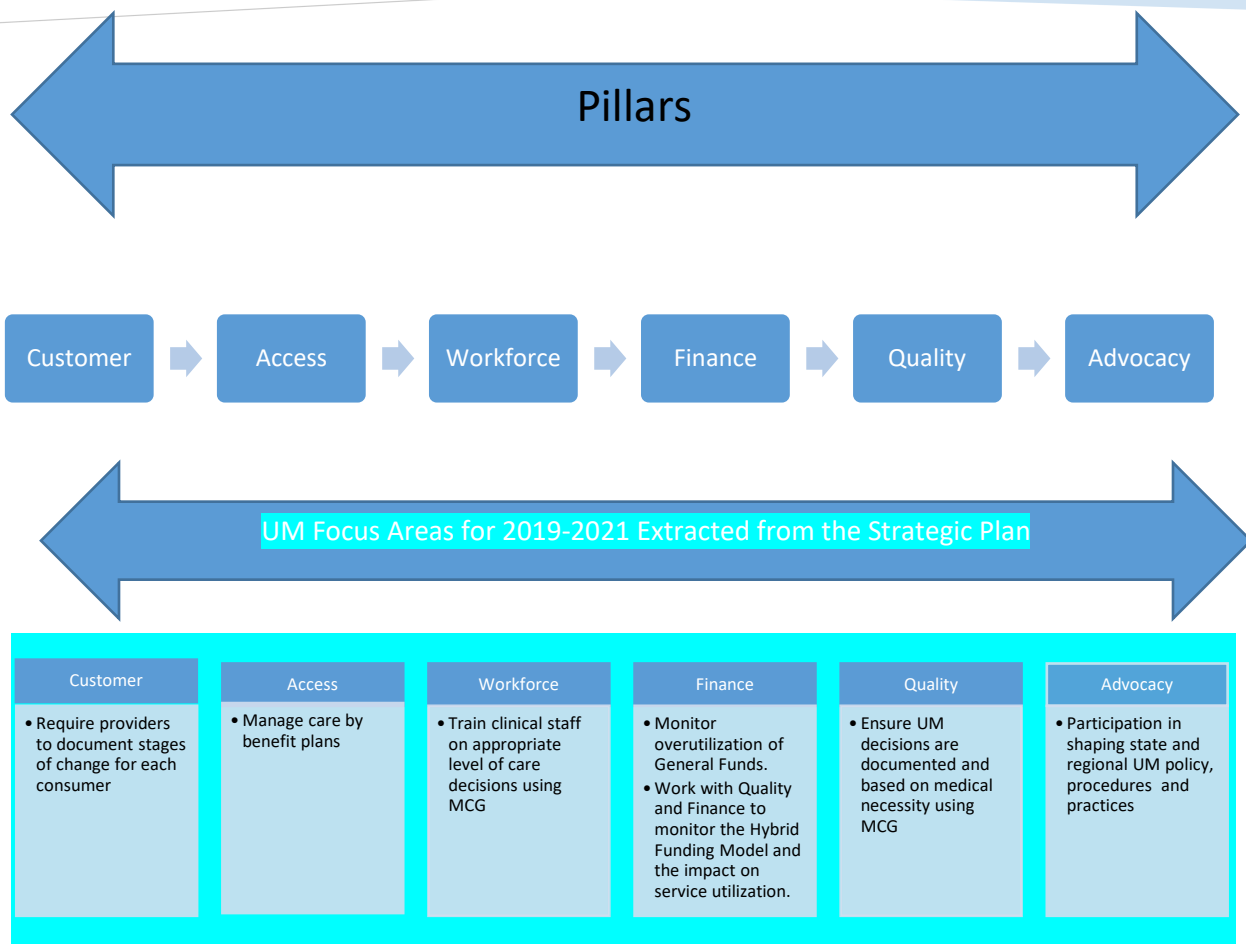 Pillars
Customer
Access
Workforce
Finance
Quality
Advocacy
UM Focus Areas for 2019-2021 Extracted from the Strategic Plan
Customer
• Require providers
to document stages
of change for each
consumer
Access
• Manage care by
benefit plans
Workforce
• Train clinical staff
on appropriate
level of care
decisions using
MCG
Finance
• Monitor
overutilization of
General Funds.
• Work with Quality
and Finance to
monitor the Hybrid
Funding Model and
the impact on
service utilization.
Quality
• Ensure UM
decisions are
documented and
based on medical
necessity using
MCG
Advocacy
• Participation in
shaping state and
regional UM policy,
procedures and
practices